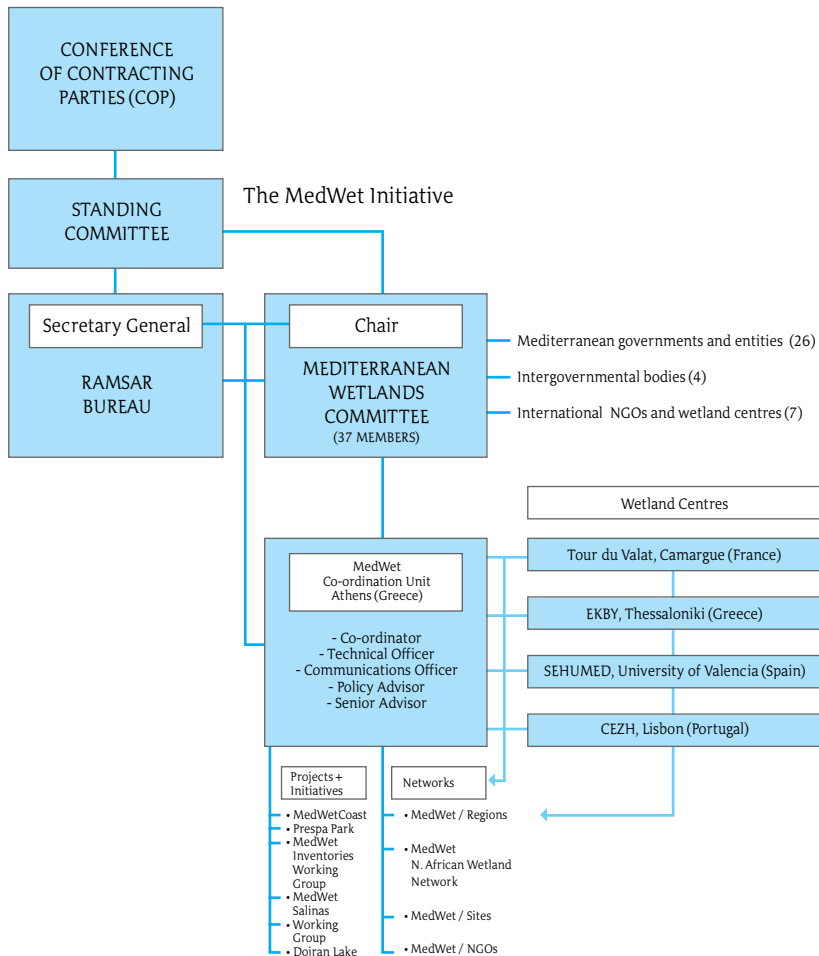 CONFERENCE
OF CONTRACTING
PARTIES (COP)
The MedWet Initiative
STANDING
COMMITTEE
Secretary General
RAMSAR
BUREAU
Chair
MEDITERRANEAN
WETLANDS
COMMITTEE
(37 MEMBERS)
Mediterranean governments and entities (26)
Intergovernmental bodies (4)
International NGOs and wetland centres (7)
Wetland Centres
Tour du Valat, Camargue (France)
EKBY, Thessaloniki (Greece)
SEHUMED, University of Valencia (Spain)
CEZH, Lisbon (Portugal)
MedWet
Co-ordination Unit
Athens (Greece)
- Co-ordinator
- Technical Officer
- Communications Officer
- Policy Advisor
- Senior Advisor
Projects +
Initiatives
• MedWetCoast
• Prespa Park
• MedWet
Inventories
Working
Group
• MedWet
Salinas
• Working
Group
• Doiran Lake
Networks
• MedWet / Regions
• MedWet
N. African Wetland
Network
• MedWet / Sites
• MedWet / NGOs